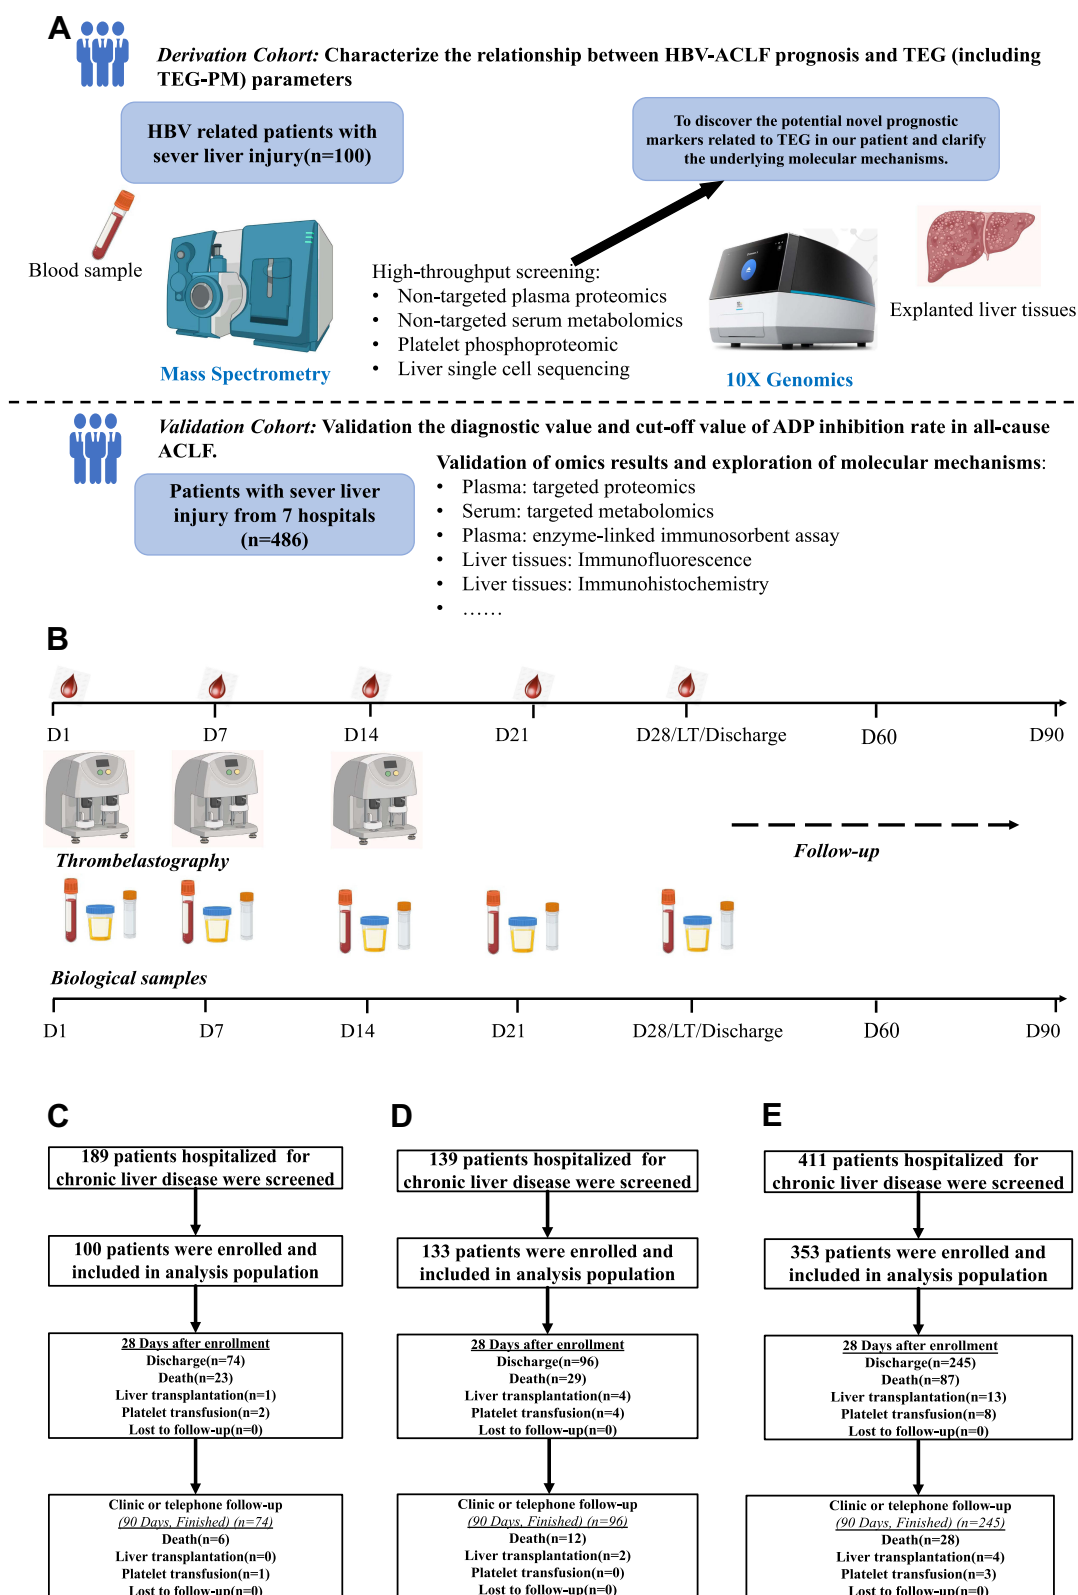 A
Derivation Cohort: Characterize the relationship between HBV-ACLF prognosis and TEG (including
TEG-PM) parameters
HBV related patients with
sever liver injury(n=100)
To discover the potential novel prognostic
markers related to TEG in our patient and clarify
the underlying molecular mechanisms.
Blood sample
Mass Spectrometry
High-throughput screening:
• Non-targeted plasma proteomics
• Non-targeted serum metabolomics
• Platelet phosphoproteomic
• Liver single cell sequencing
10X Genomics
Explanted liver tissues
Validation Cohort: Validation the diagnostic value and cut-off value of ADP inhibition rate in all-cause
ACLF.
Patients with sever liver
injury from 7 hospitals
(n=486)
Validation of omics results and exploration of molecular mechanisms:
• Plasma: targeted proteomics
• Serum: targeted metabolomics
• Plasma: enzyme-linked immunosorbent assay
• Liver tissues: Immunofluorescence
• Liver tissues: Immunohistochemistry
• ……
B
D1 D7 D14 D21 D28/LT/Discharge D60 D90
Thrombelastography
Follow-up
Biological samples
D1 D7 D14 D21 D28/LT/Discharge D60 D90
C
189 patients hospitalized for
chronic liver disease were screened
100 patients were enrolled and
included in analysis population
28 Days after enrollment
Discharge(n=74)
Death(n=23)
Liver transplantation(n=1)
Platelet transfusion(n=2)
Lost to follow-up(n=0)
Clinic or telephone follow-up
(90 Days, Finished) (n=74)
Death(n=6)
Liver transplantation(n=0)
Platelet transfusion(n=1)
Lost to follow-up(n=0)
D
139 patients hospitalized for
chronic liver disease were screened
133 patients were enrolled and
included in analysis population
28 Days after enrollment
Discharge(n=96)
Death(n=29)
Liver transplantation(n=4)
Platelet transfusion(n=4)
Lost to follow-up(n=0)
Clinic or telephone follow-up
(90 Days, Finished) (n=96)
Death(n=12)
Liver transplantation(n=2)
Platelet transfusion(n=0)
Lost to follow-up(n=0)
E
411 patients hospitalized for
chronic liver disease were screened
353 patients were enrolled and
included in analysis population
28 Days after enrollment
Discharge(n=245)
Death(n=87)
Liver transplantation(n=13)
Platelet transfusion(n=8)
Lost to follow-up(n=0)
Clinic or telephone follow-up
(90 Days, Finished) (n=245)
Death(n=28)
Liver transplantation(n=4)
Platelet transfusion(n=3)
Lost to follow-up(n=0)